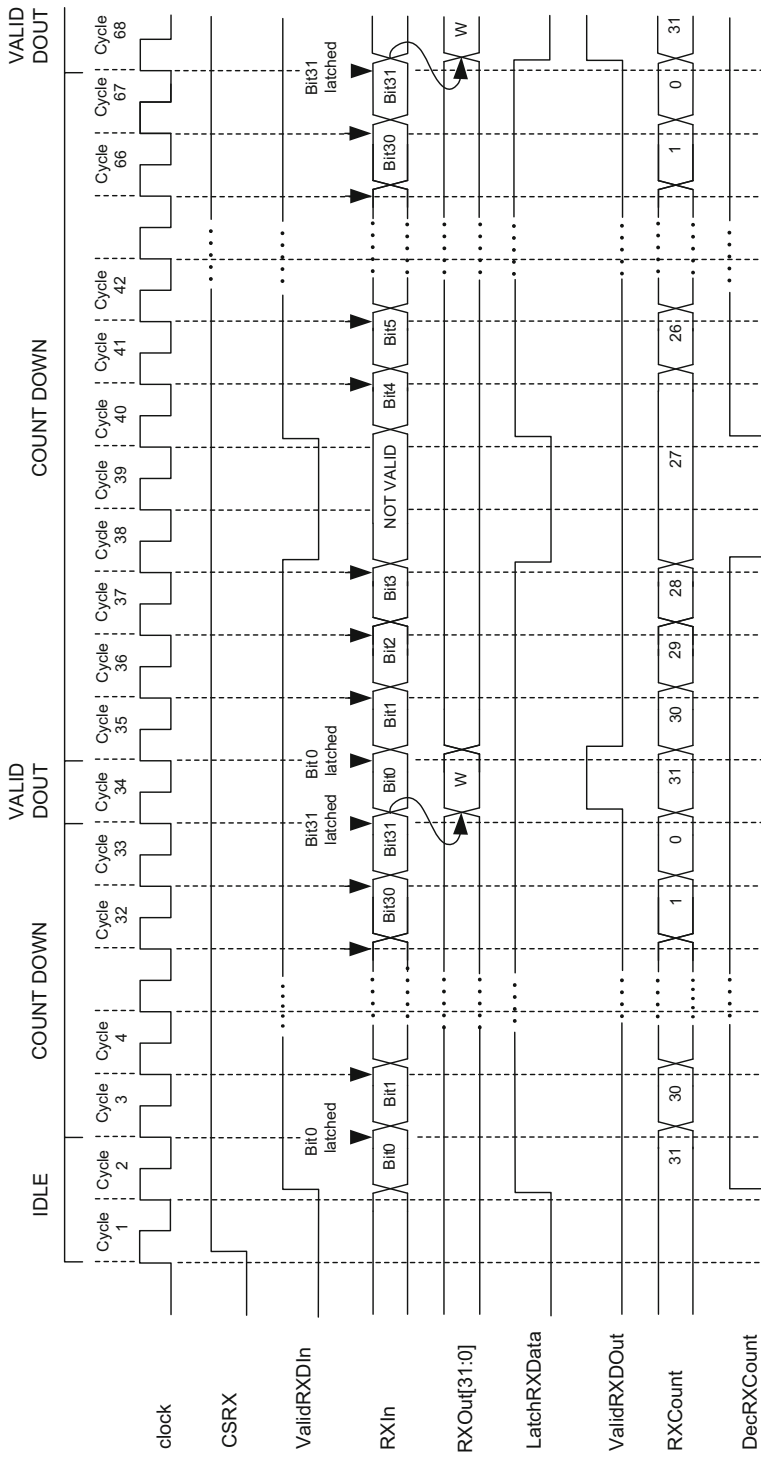 IDLE
COUNT DOWN
VALID
DOUT
COUNT DOWN
VALID
DOUT
Cycle
1
Cycle
2
Cycle
3
Cycle
4
Cycle
32
Cycle
33
Cycle
34
Cycle
35
Cycle
36
Cycle
37
Cycle
38
Cycle
39
Cycle
40
Cycle
41
Cycle
42
Cycle
66
Cycle
67
Cycle
68
clock
CSRX
ValidRXDIn
Bit 0
latched
Bit31
latched
Bit 0
latched
Bit31
latched
RXIn
Bit0
Bit1
Bit30
Bit31
Bit0
Bit1
Bit2
Bit3
NOT VALID
Bit4
Bit5
Bit30
Bit31
RXOut[31:0]
W
W
LatchRXData
ValidRXDOut
RXCount
31
30
1
0
31
30
29
28
27
26
1
0
31
DecRXCount